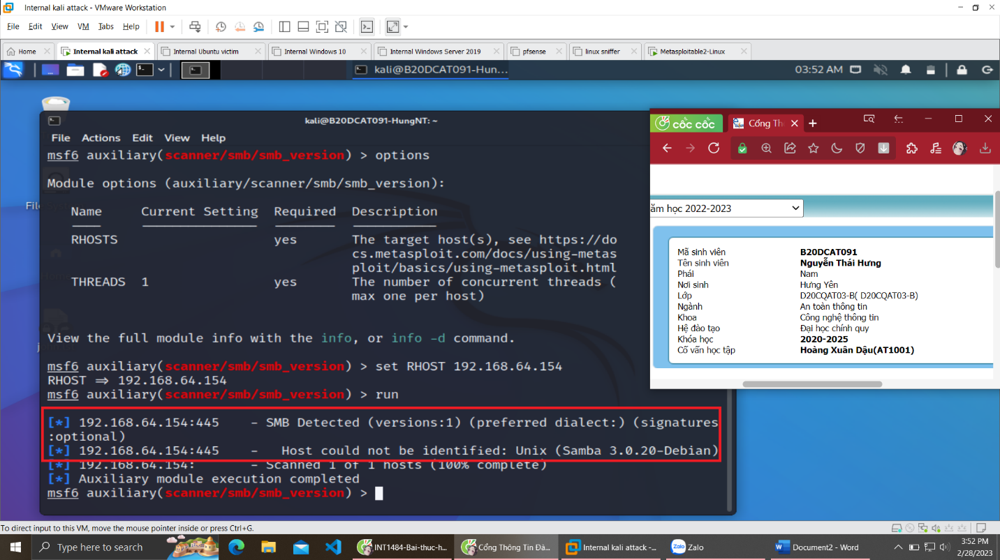 Internal kali attack - VMware Workstation
File Edit View VM Tabs Help
Home Internal kali attack Internal Ubuntu victim Internal Windows 10 Internal Windows Server 2019 pfsense linux sniffer Metasploitable2-Linux
kali@B20DCAT091-Hun... 03:52 AM
kali@B20DCAT091-HungNT: ~
File Actions Edit View Help
msf6 auxiliary(scanner/smb/smb_version) > options
Module options (auxiliary/scanner/smb/smb_version):
Name Current Setting Required Description
RHOSTS yes The target host(s), see https://do
cs.metasploit.com/docs/using-metas
ploit/basics/using-metasploit.html
THREADS 1 yes The number of concurrent threads (
max one per host)
View the full module info with the info, or info -d command.
msf6 auxiliary(scanner/smb/smb_version) > set RHOST 192.168.64.154
RHOST ⇒ 192.168.64.154
msf6 auxiliary(scanner/smb/smb_version) > run
[*] 192.168.64.154:445 - SMB Detected (versions:1) (preferred dialect:) (signatures
:optional)
[*] 192.168.64.154:445 - Host could not be identified: Unix (Samba 3.0.20-Debian)
[*] 192.168.64.154: - Scanned 1 of 1 hosts (100% complete)
[*] Auxiliary module execution completed
msf6 auxiliary(scanner/smb/smb_version) >
cốc cốc Cổng Th
ăm học 2022-2023
Mã sinh viên B20DCAT091
Tên sinh viên Nguyễn Thái Hưng
Phái Nam
Nơi sinh Hưng Yên
Lớp D20CQAT03-B( D20CQAT03-B)
Ngành An toàn thông tin
Khoa Công nghệ thông tin
Hệ đào tạo Đại học chính quy
Khóa học 2020-2025
Cố vấn học tập Hoàng Xuân Dậu(AT1001)
To direct input to this VM, move the mouse pointer inside or press Ctrl+G.
Type here to search INT1484-Bai-thuc-h... Cổng Thông Tin Đà... Internal kali attack -... Zalo Document2 - Word 3:52 PM
2/28/2023